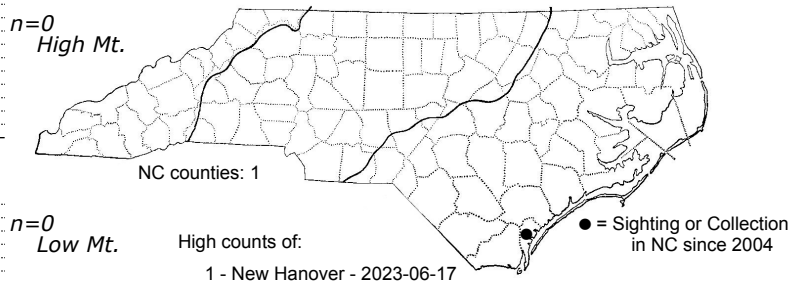 n=0
High Mt.
NC counties: 1
n=0
Low Mt.
High counts of:
1 - New Hanover - 2023-06-17
● = Sighting or Collection
in NC since 2004